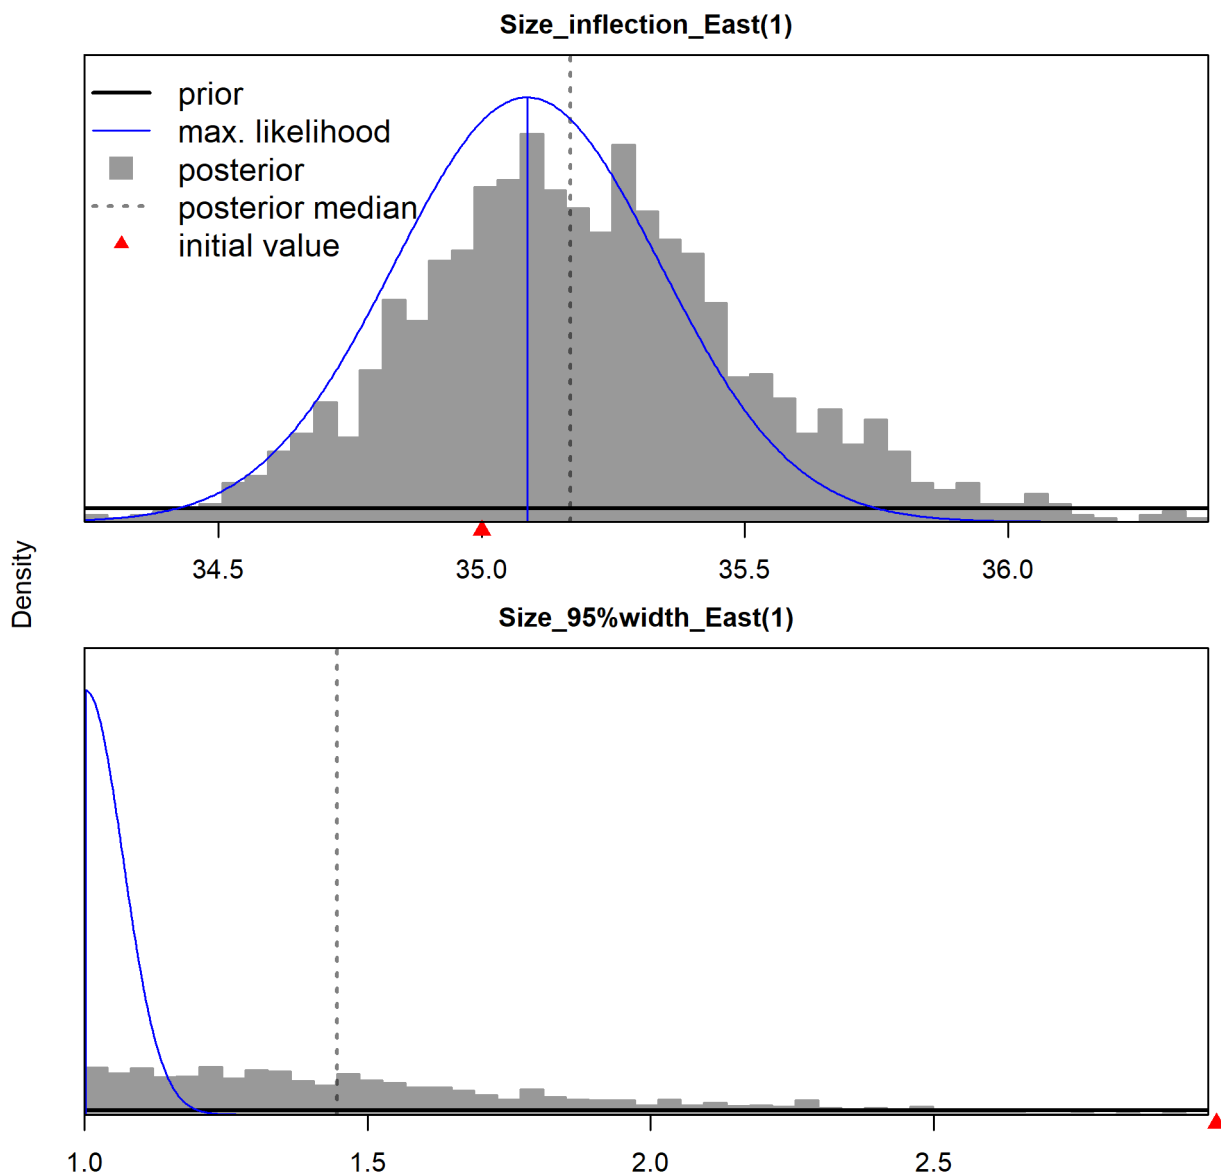 Size_inflection_East(1)
prior
max. likelihood
posterior
posterior median
initial value
34.5 35.0 35.5 36.0
Density
Size_95%width_East(1)
1.0 1.5 2.0 2.5